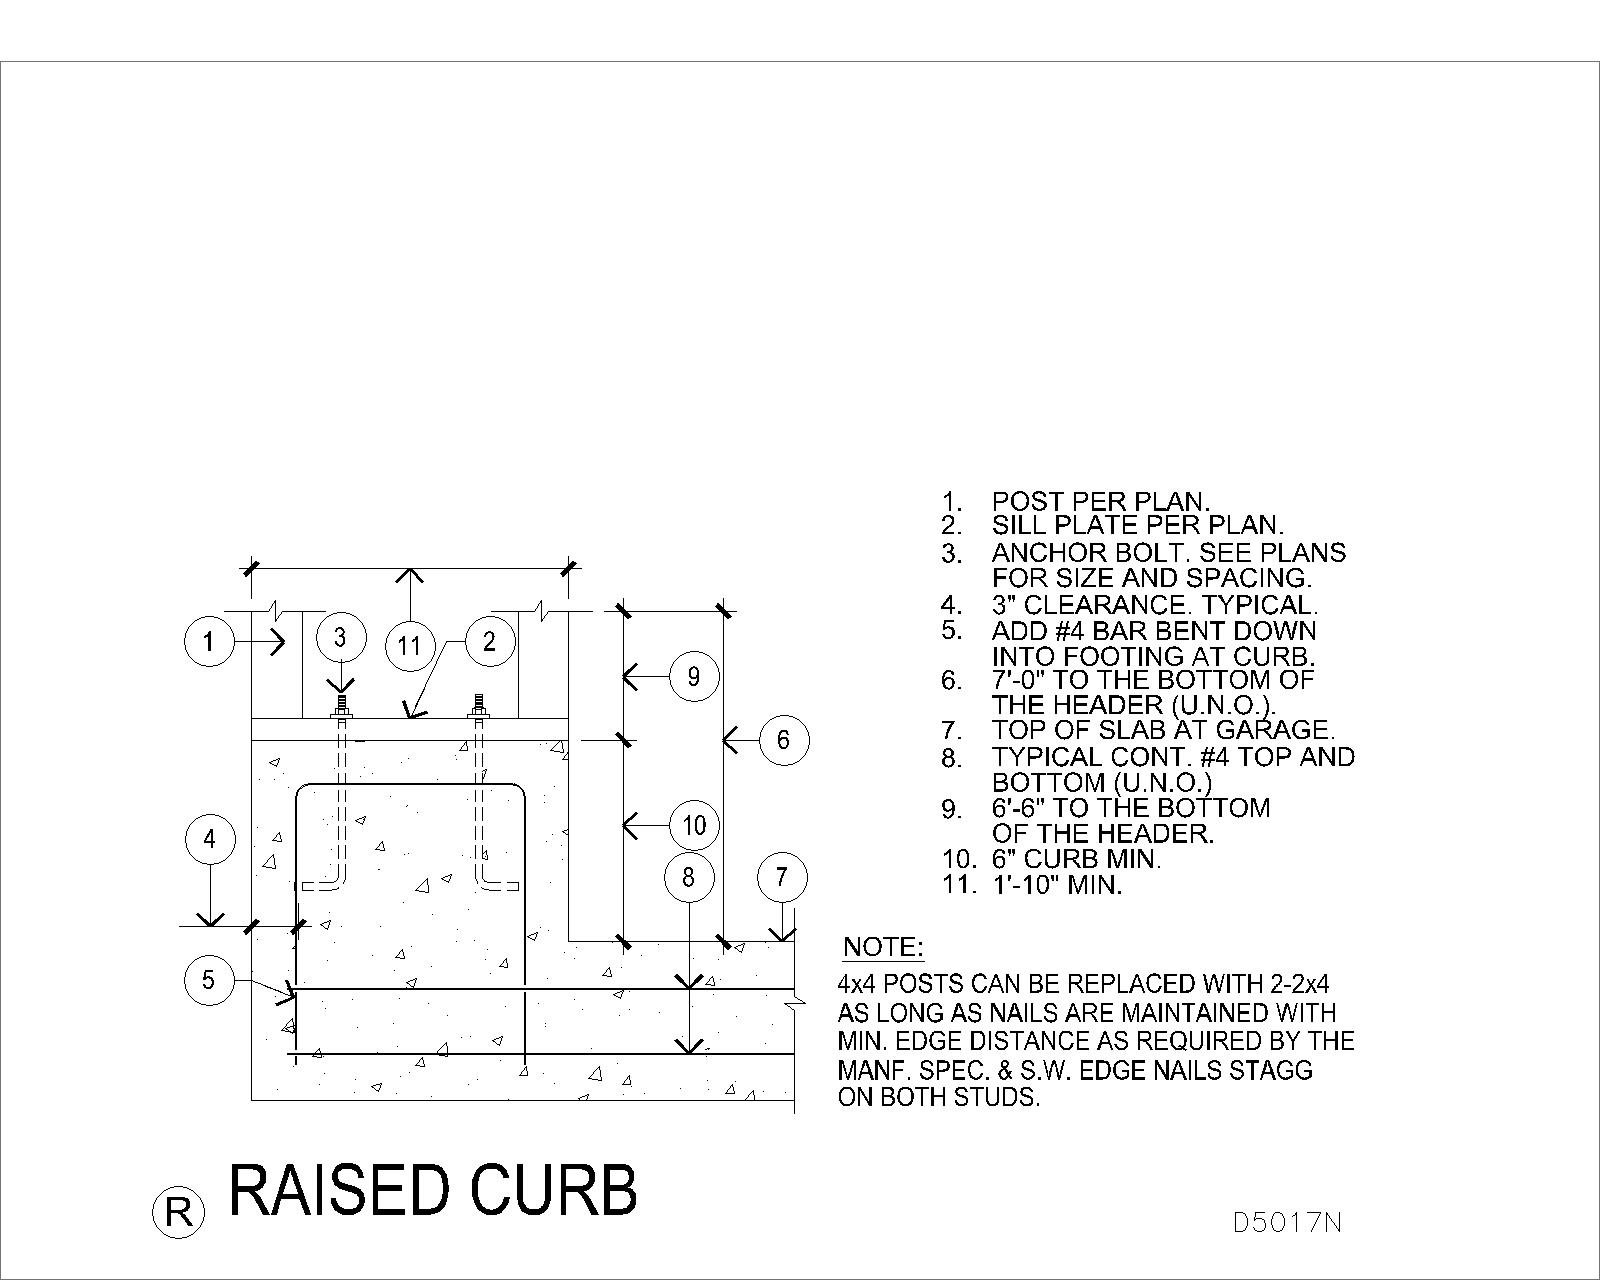 11
1
3
2
9
6
10
4
8
7
5
1. POST PER PLAN.
2. SILL PLATE PER PLAN.
3. ANCHOR BOLT. SEE PLANS
FOR SIZE AND SPACING.
4. 3" CLEARANCE. TYPICAL.
5. ADD #4 BAR BENT DOWN
INTO FOOTING AT CURB.
6. 7'-0" TO THE BOTTOM OF
THE HEADER (U.N.O.).
7. TOP OF SLAB AT GARAGE.
8. TYPICAL CONT. #4 TOP AND
BOTTOM (U.N.O.)
9. 6'-6" TO THE BOTTOM
OF THE HEADER.
10. 6" CURB MIN.
11. 1'-10" MIN.
NOTE:
4x4 POSTS CAN BE REPLACED WITH 2-2x4
AS LONG AS NAILS ARE MAINTAINED WITH
MIN. EDGE DISTANCE AS REQUIRED BY THE
MANF. SPEC. & S.W. EDGE NAILS STAGG
ON BOTH STUDS.
R RAISED CURB
D5017N